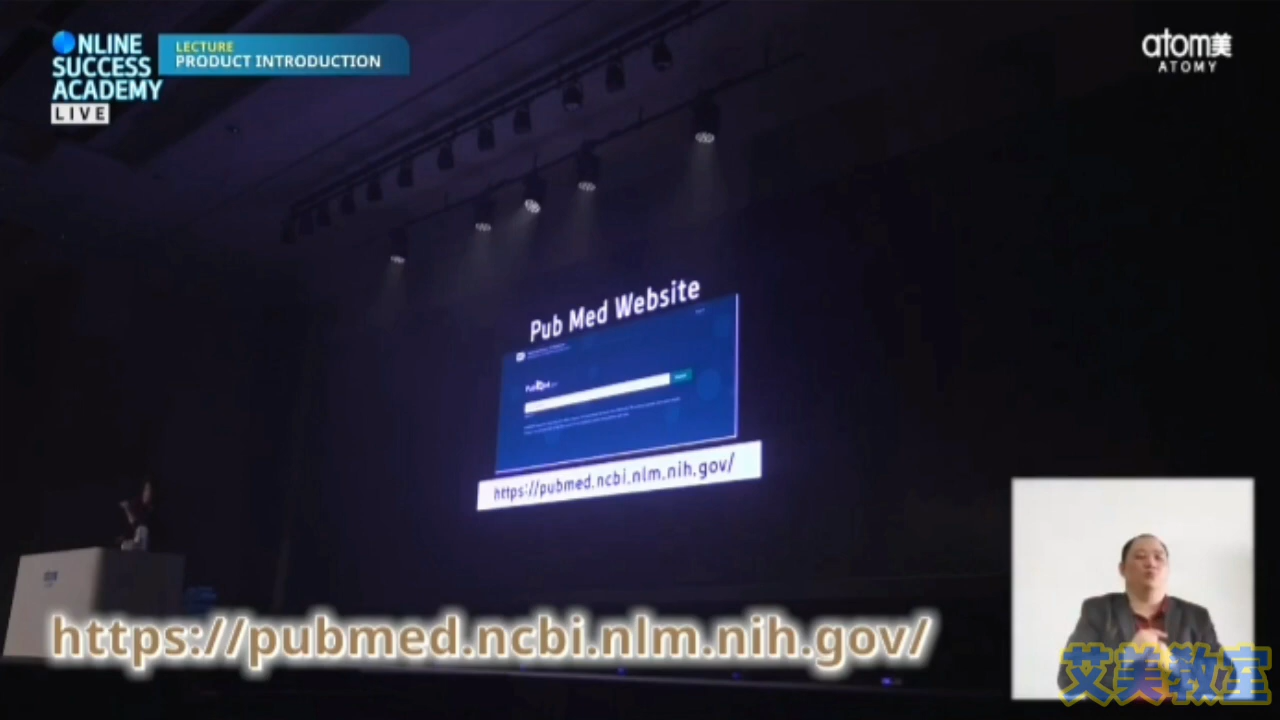 ONLINE
SUCCESS
ACADEMY
LIVE
LECTURE
PRODUCT INTRODUCTION
atom美
ATOMY
Pub Med Website
https://pubmed.ncbi.nlm.nih.gov/
https://pubmed.ncbi.nlm.nih.gov/
艾美教室